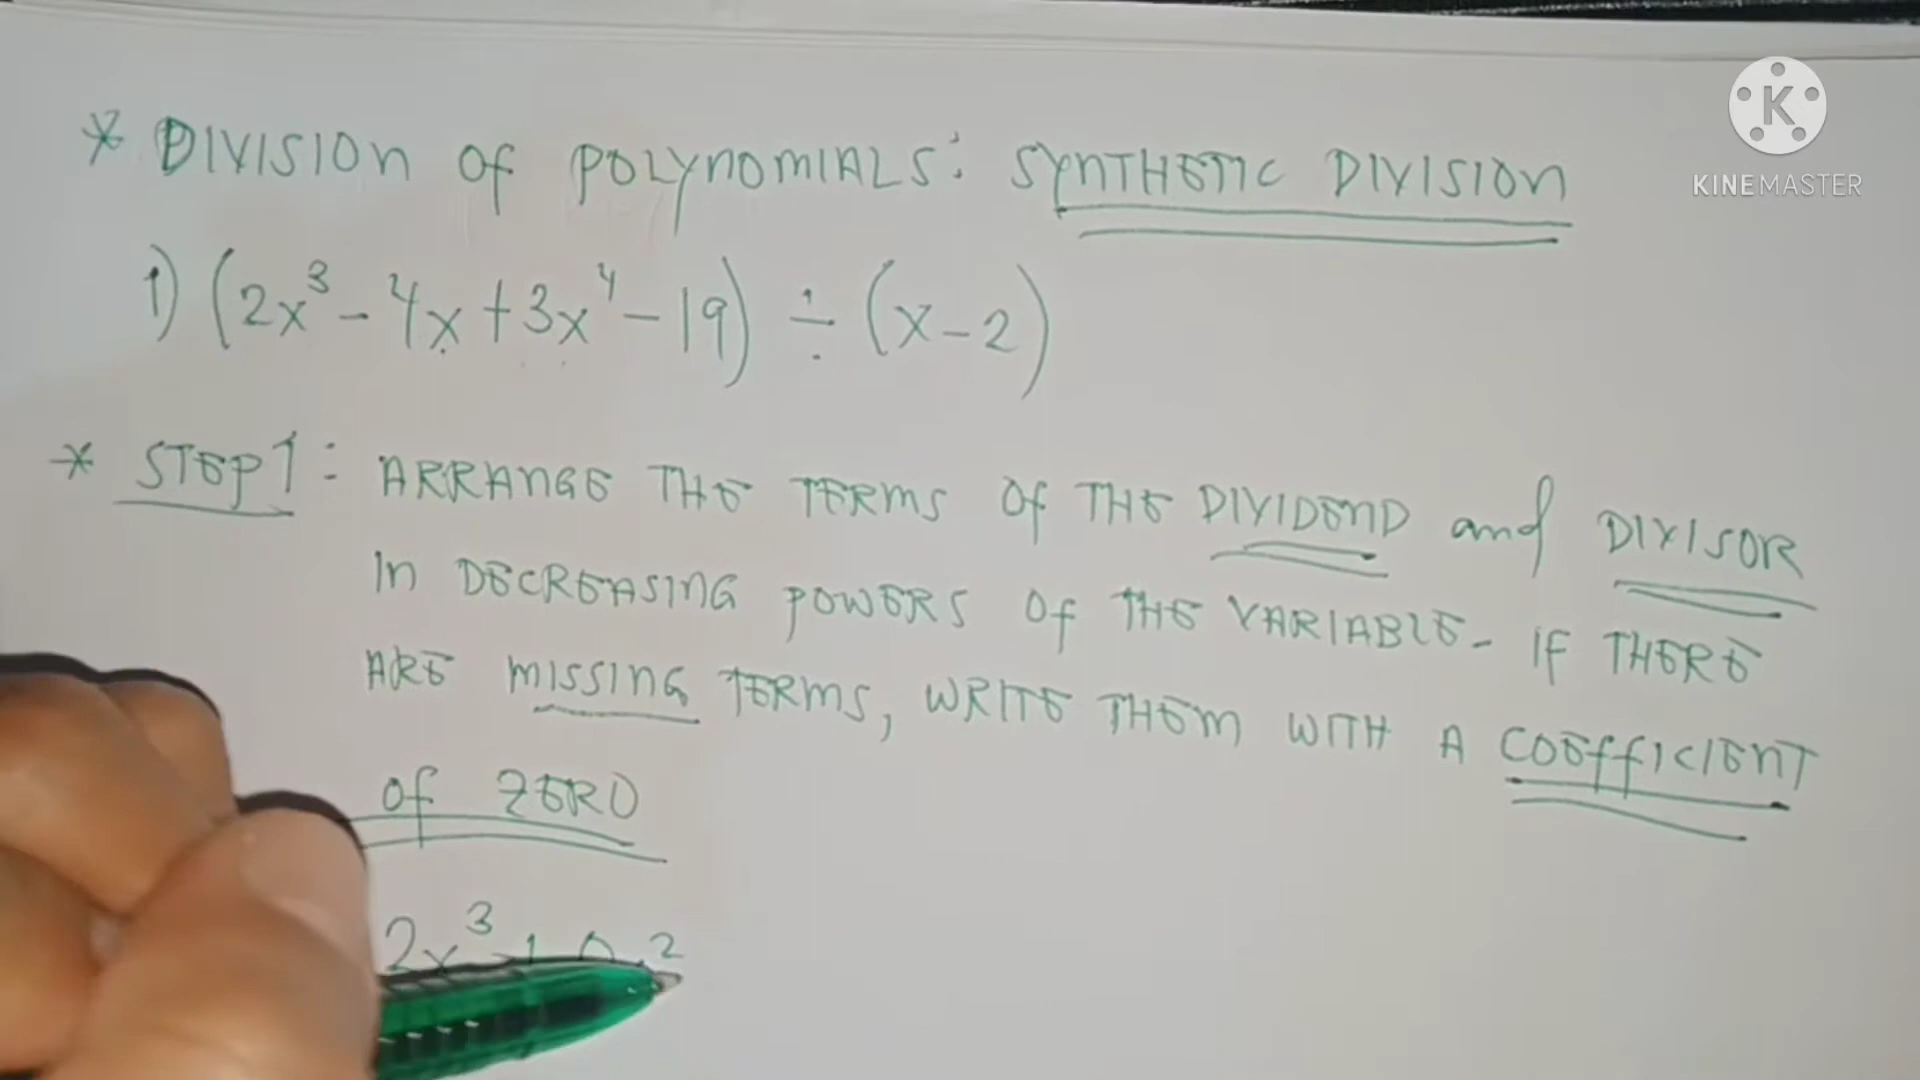 K
KINEMASTER
* DIVISION OF POLYNOMIALS: SYNTHETIC DIVISION
1) (2x³ - 4x + 3x⁴ - 19) ÷ (x - 2)
* STEP 1: ARRANGE THE TERMS OF THE DIVIDEND and DIVISOR
IN DECREASING POWERS OF THE VARIABLE. IF THERE
ARE MISSING TERMS, WRITE THEM WITH A COEFFICIENT
OF ZERO
2x³ + 0x²